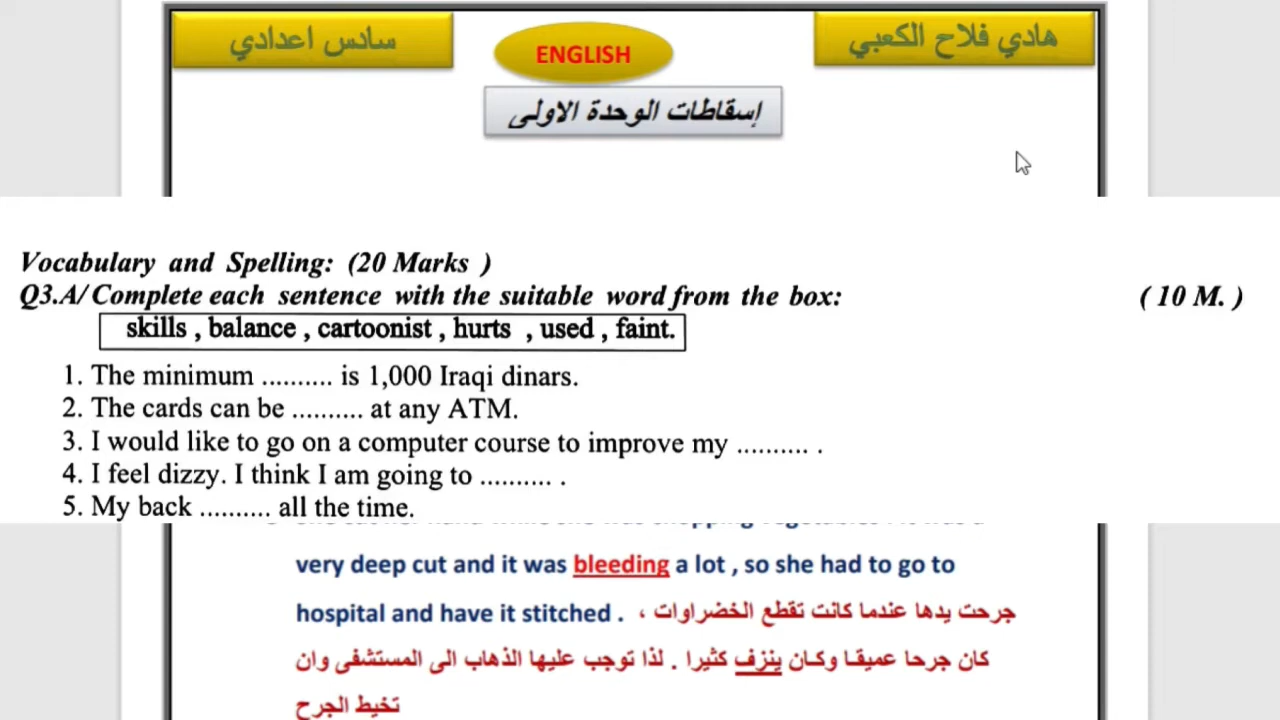 هادي فلاح الكعبي
ENGLISH
سادس اعدادي
إسقاطات الوحدة الاولى
Vocabulary and Spelling: (20 Marks )
Q3.A/ Complete each sentence with the suitable word from the box: ( 10 M. )
skills , balance , cartoonist , hurts , used , faint.
1. The minimum .......... is 1,000 Iraqi dinars.
2. The cards can be .......... at any ATM.
3. I would like to go on a computer course to improve my .......... .
4. I feel dizzy. I think I am going to .......... .
5. My back .......... all the time.
very deep cut and it was bleeding a lot , so she had to go to
hospital and have it stitched . جرحت يدها عندما كانت تقطع الخضراوات ،
كان جرحا عميقا وكان ينزف كثيرا . لذا توجب عليها الذهاب الى المستشفى وان
تخيط الجرح